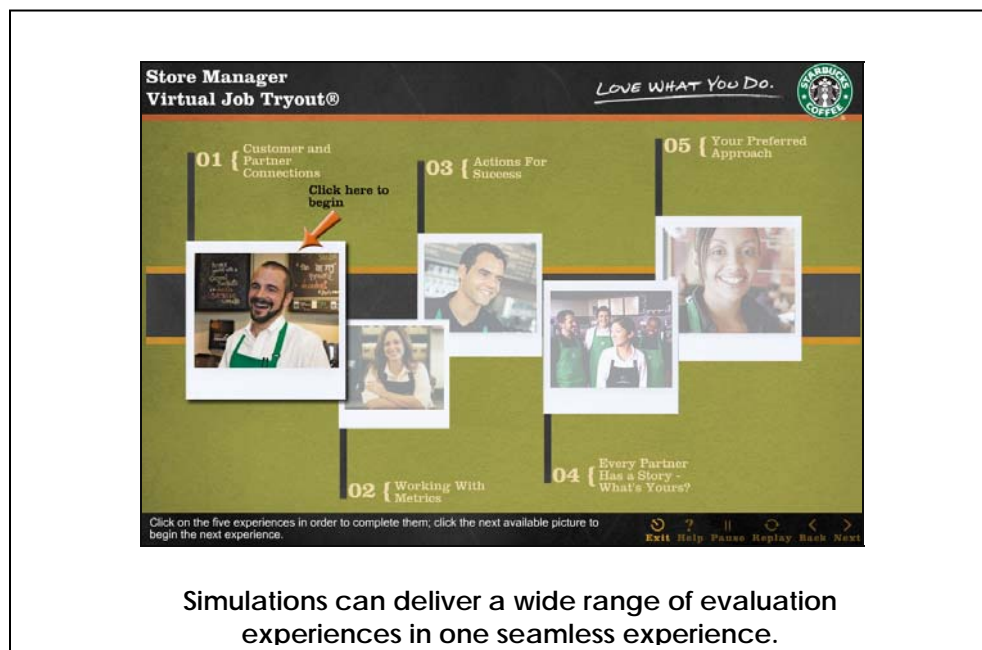 Store Manager
Virtual Job Tryout®
LOVE WHAT YOU DO.
STARBUCKS
COFFEE
01 { Customer and
Partner
Connections
Click here to
begin
03 { Actions For
Success
05 { Your Preferred
Approach
02 { Working With
Metrics
04 { Every Partner
Has a Story -
What's Yours?
Click on the five experiences in order to complete them; click the next available picture to
begin the next experience.
Exit Help Pause Replay Back Next
Simulations can deliver a wide range of evaluation
experiences in one seamless experience.